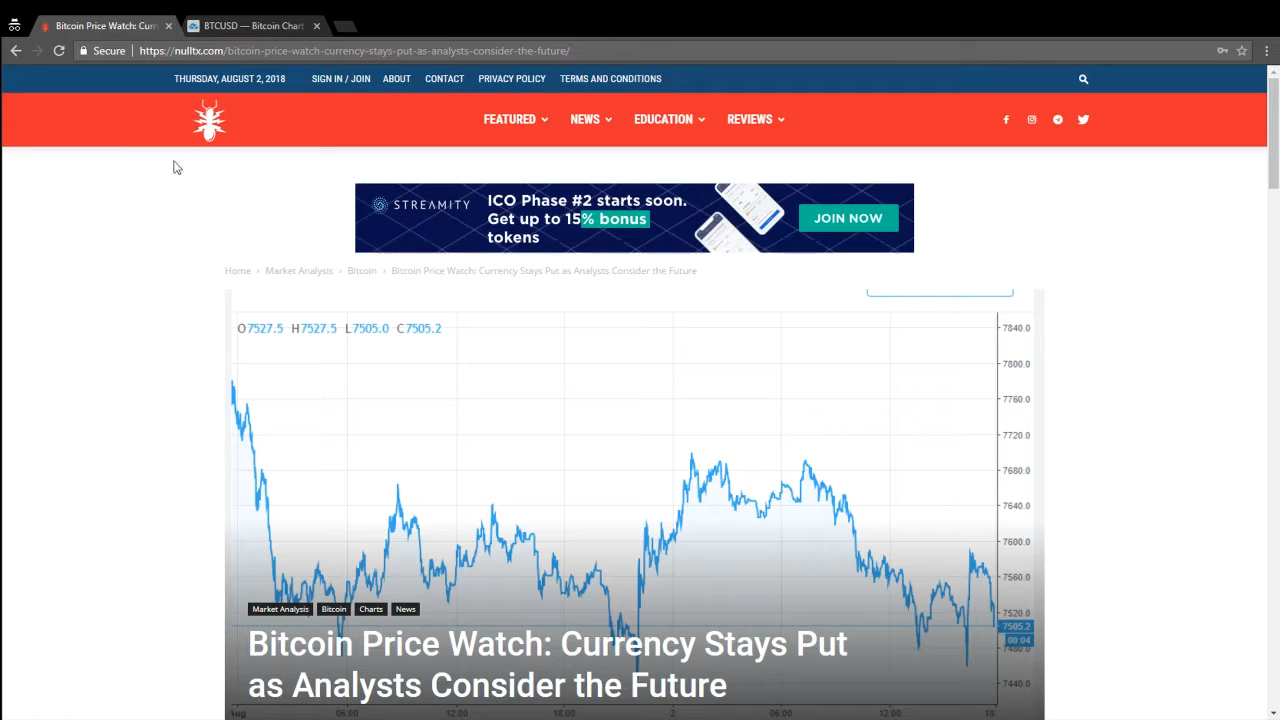 Bitcoin Price Watch: Curr
BTCUSD — Bitcoin Chart
Secure
https://nulltx.com/bitcoin-price-watch-currency-stays-put-as-analysts-consider-the-future/
THURSDAY, AUGUST 2, 2018 SIGN IN / JOIN ABOUT CONTACT PRIVACY POLICY TERMS AND CONDITIONS
FEATURED NEWS EDUCATION REVIEWS
STREAMITY
ICO Phase #2 starts soon.
Get up to 15% bonus
tokens
JOIN NOW
Home › Market Analysis › Bitcoin › Bitcoin Price Watch: Currency Stays Put as Analysts Consider the Future
O7527.5 H7527.5 L7505.0 C7505.2
7840.0
7800.0
7760.0
7720.0
7680.0
7640.0
7600.0
7560.0
7520.0
7505.2
00:04
7480.0
7440.0
Market Analysis Bitcoin Charts News
Bitcoin Price Watch: Currency Stays Put
as Analysts Consider the Future
Aug 06:00 12:00 18:00 2 06:00 12:00 18